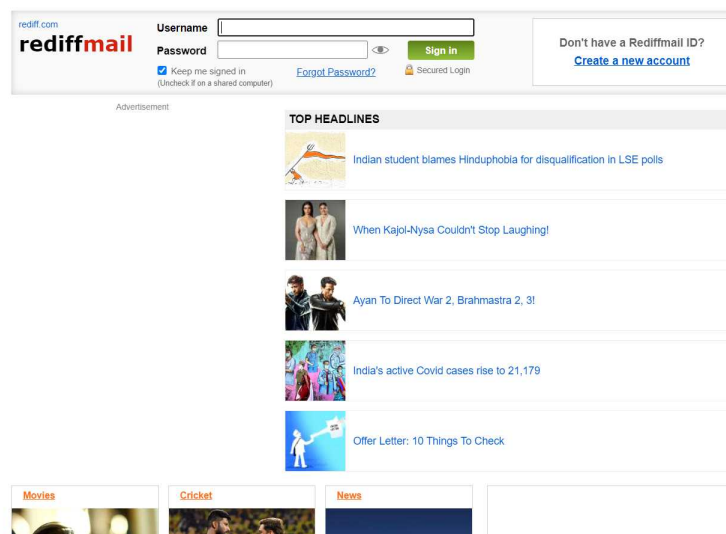 rediff.com
rediffmail
Username
Password
Sign in
Keep me signed in
(Uncheck if on a shared computer)
Forgot Password?
Secured Login
Don't have a Rediffmail ID?
Create a new account
Advertisement
TOP HEADLINES
Indian student blames Hinduphobia for disqualification in LSE polls
When Kajol-Nysa Couldn't Stop Laughing!
Ayan To Direct War 2, Brahmastra 2, 3!
India's active Covid cases rise to 21,179
Offer Letter: 10 Things To Check
Movies
Cricket
News